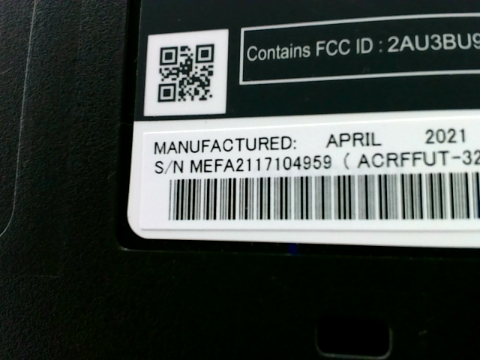 Contains FCC ID : 2AU3BU9
MANUFACTURED: APRIL 2021
S/N MEFA2117104959 ( ACRFFUT-32